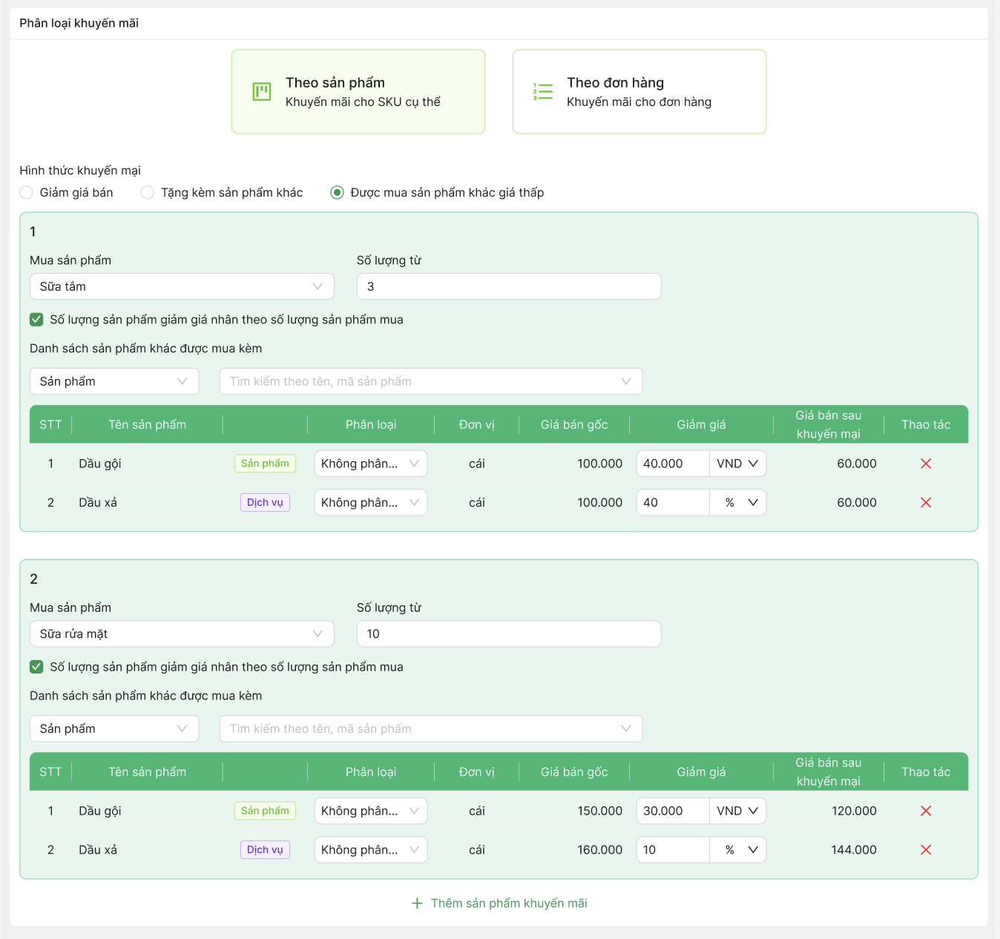 Phân loại khuyến mãi
Theo sản phẩm
Khuyến mãi cho SKU cụ thể
Theo đơn hàng
Khuyến mãi cho đơn hàng
Hình thức khuyến mại
Giảm giá bán
Tặng kèm sản phẩm khác
Được mua sản phẩm khác giá thấp
1
Mua sản phẩm
Số lượng từ
Sữa tắm
3
Số lượng sản phẩm giảm giá nhân theo số lượng sản phẩm mua
Danh sách sản phẩm khác được mua kèm
Sản phẩm
Tìm kiếm theo tên, mã sản phẩm
STT Tên sản phẩm Phân loại Đơn vị Giá bán gốc Giảm giá Giá bán sau khuyến mại Thao tác
1 Dầu gội Sản phẩm Không phân... cái 100.000 40.000 VND 60.000
2 Dầu xả Dịch vụ Không phân... cái 100.000 40 % 60.000
2
Mua sản phẩm
Số lượng từ
Sữa rửa mặt
10
Số lượng sản phẩm giảm giá nhân theo số lượng sản phẩm mua
Danh sách sản phẩm khác được mua kèm
Sản phẩm
Tìm kiếm theo tên, mã sản phẩm
STT Tên sản phẩm Phân loại Đơn vị Giá bán gốc Giảm giá Giá bán sau khuyến mại Thao tác
1 Dầu gội Sản phẩm Không phân... cái 150.000 30.000 VND 120.000
2 Dầu xả Dịch vụ Không phân... cái 160.000 10 % 144.000
Thêm sản phẩm khuyến mãi